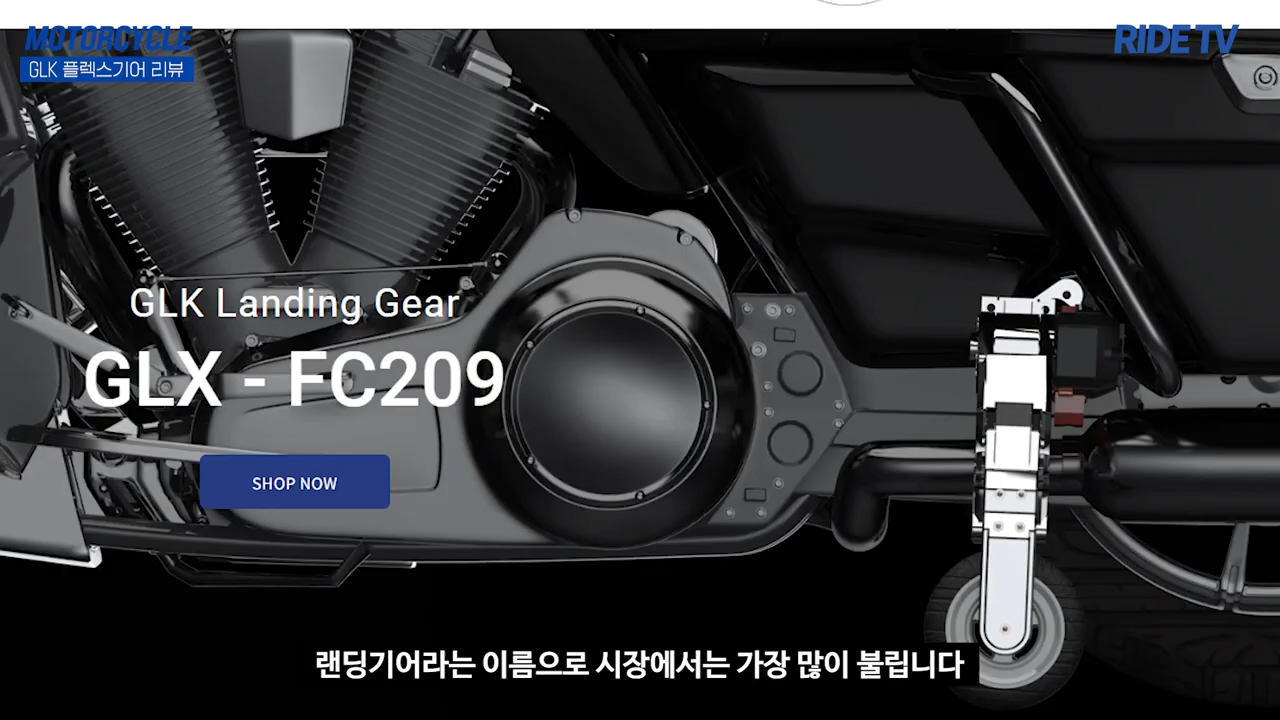 MOTORCYCLE
GLK 플렉스기어 리뷰
RIDE TV
GLK Landing Gear
GLX - FC209
SHOP NOW
랜딩기어라는 이름으로 시장에서는 가장 많이 불립니다